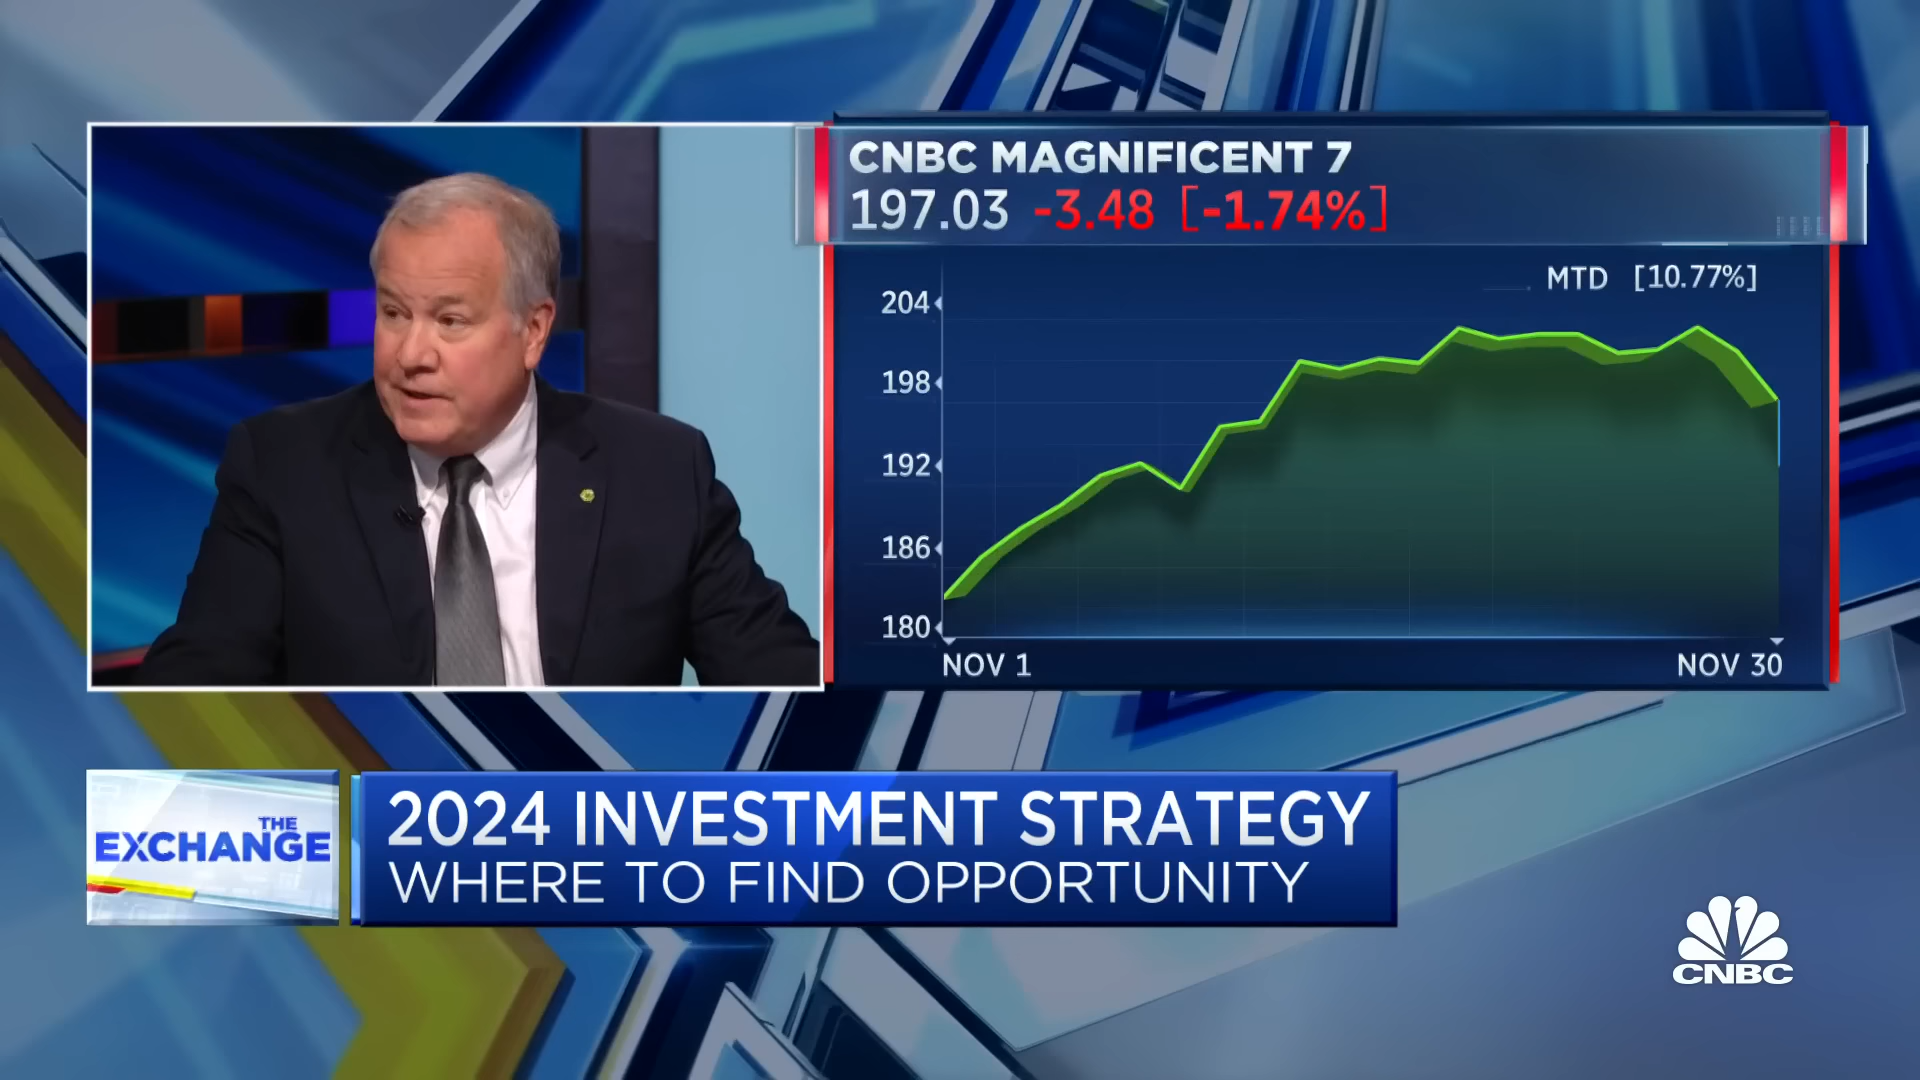 CNBC MAGNIFICENT 7
197.03 -3.48 [-1.74%]
MTD [10.77%]
204
198
192
186
180
NOV 1 NOV 30
THE
EXCHANGE
2024 INVESTMENT STRATEGY
WHERE TO FIND OPPORTUNITY
CNBC